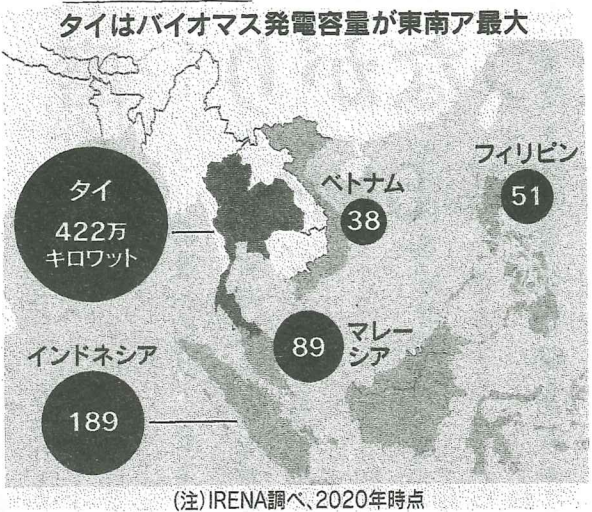 タイはバイオマス発電容量が東南ア最大
フィリピン
51
ベトナム
38
タイ
422万
キロワット
マレー
シア
89
インドネシア
189
(注)IRENA調べ、2020年時点